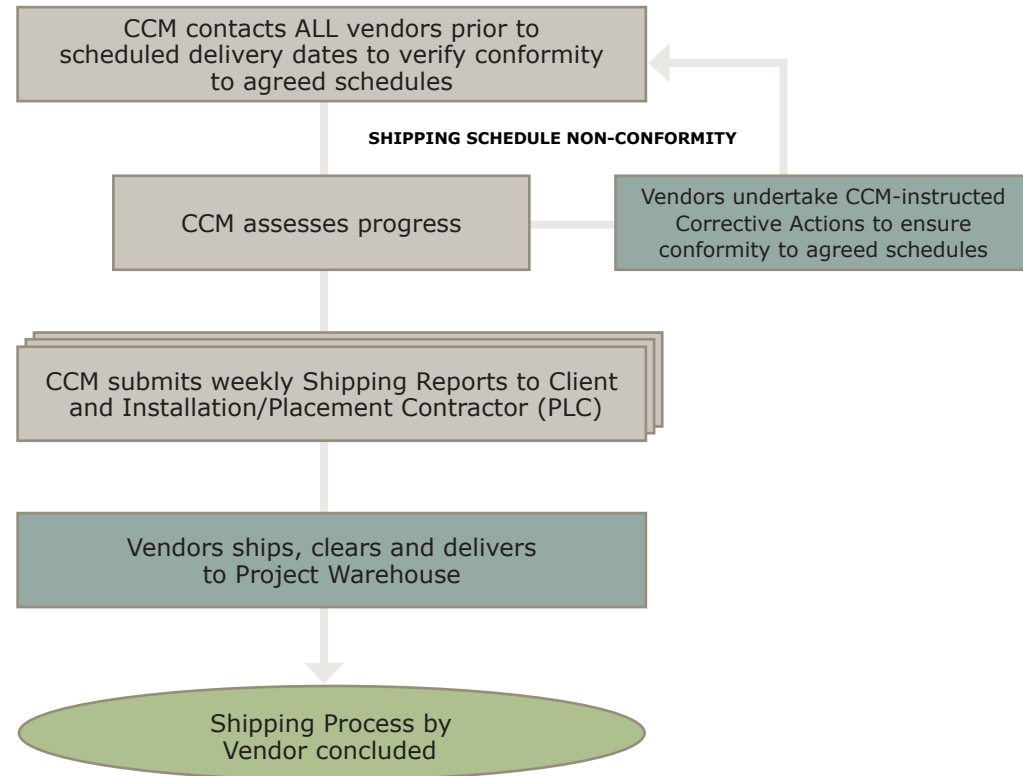 CCM contacts ALL vendors prior to
scheduled delivery dates to verify conformity
to agreed schedules
SHIPPING SCHEDULE NON-CONFORMITY
CCM assesses progress
Vendors undertake CCM-instructed
Corrective Actions to ensure
conformity to agreed schedules
CCM submits weekly Shipping Reports to Client
and Installation/Placement Contractor (PLC)
Vendors ships, clears and delivers
to Project Warehouse
Shipping Process by
Vendor concluded